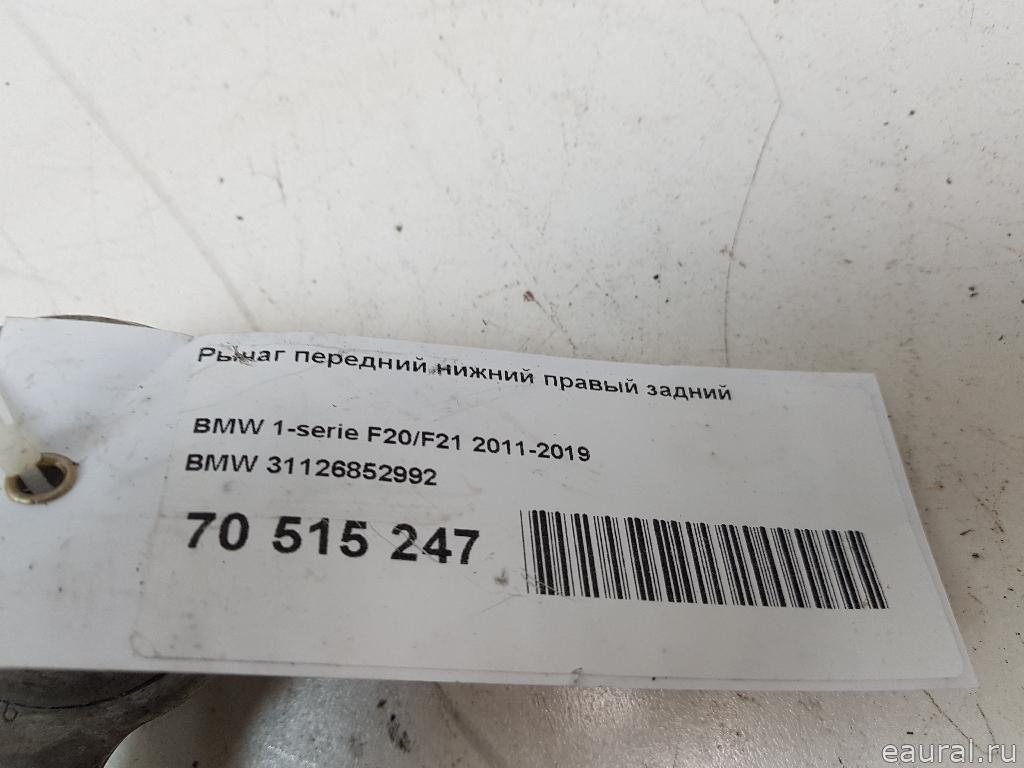 Рычаг передний нижний правый задний
BMW 1-serie F20/F21 2011-2019
BMW 31126852992
70 515 247
eaural.ru